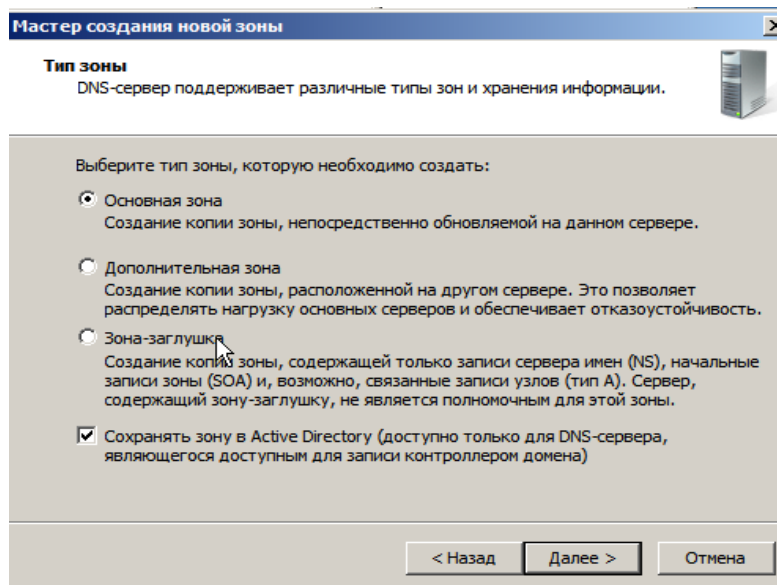 Мастер создания новой зоны
Тип зоны
DNS-сервер поддерживает различные типы зон и хранения информации.
Выберите тип зоны, которую необходимо создать:
Основная зона
Создание копии зоны, непосредственно обновляемой на данном сервере.
Дополнительная зона
Создание копии зоны, расположенной на другом сервере. Это позволяет
распределять нагрузку основных серверов и обеспечивает отказоустойчивость.
Зона-заглушка
Создание копии зоны, содержащей только записи сервера имен (NS), начальные
записи зоны (SOA) и, возможно, связанные записи узлов (тип A). Сервер,
содержащий зону-заглушку, не является полномочным для этой зоны.
Сохранять зону в Active Directory (доступно только для DNS-сервера,
являющегося доступным для записи контроллером домена)
< Назад
Далее >
Отмена